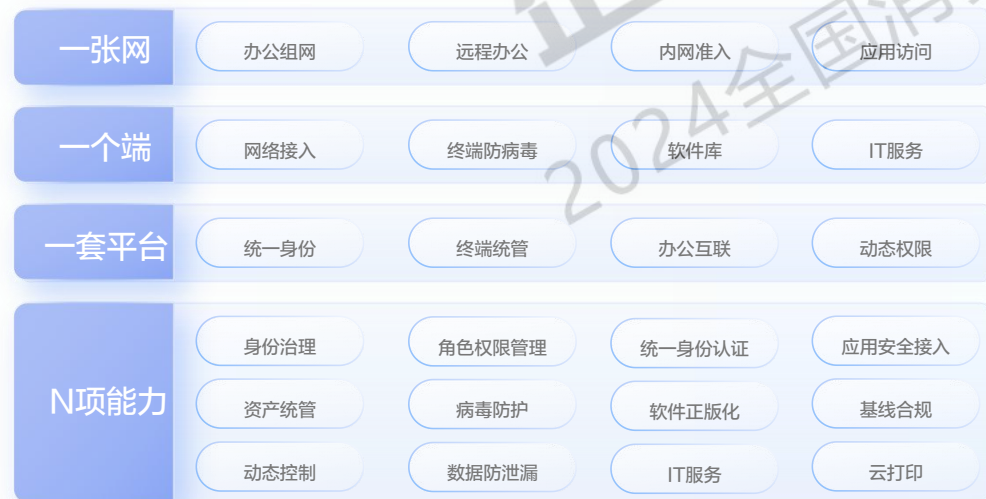 一张网
办公组网 远程办公 内网准入 应用访问
一个端
网络接入 终端防病毒 软件库 IT服务
一套平台
统一身份 终端统管 办公互联 动态权限
N项能力
身份治理 角色权限管理 统一身份认证 应用安全接入
资产统管 病毒防护 软件正版化 基线合规
动态控制 数据防泄漏 IT服务 云打印
2024全国消